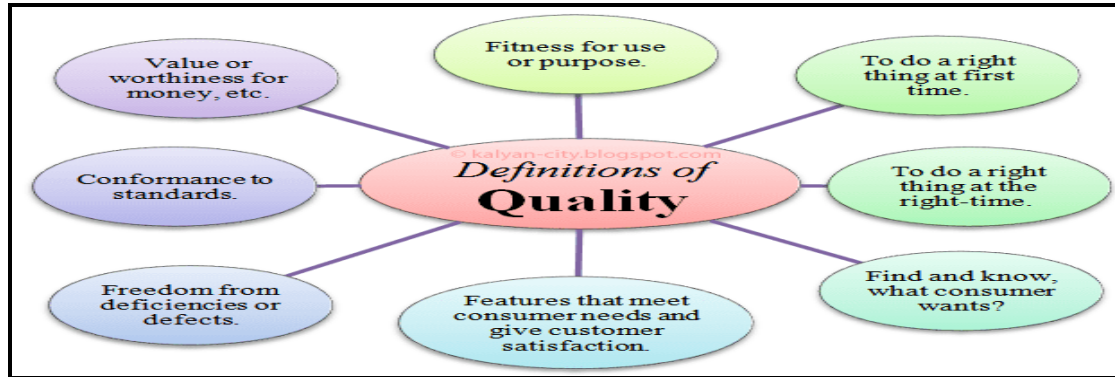 Value or
worthiness for
money, etc.
Fitness for use
or purpose.
To do a right
thing at first
time.
© kalyan-city.blogspot.com
Definitions of
Quality
Conformance to
standards.
To do a right
thing at the
right-time.
Freedom from
deficiencies or
defects.
Features that meet
consumer needs and
give customer
satisfaction.
Find and know,
what consumer
wants?